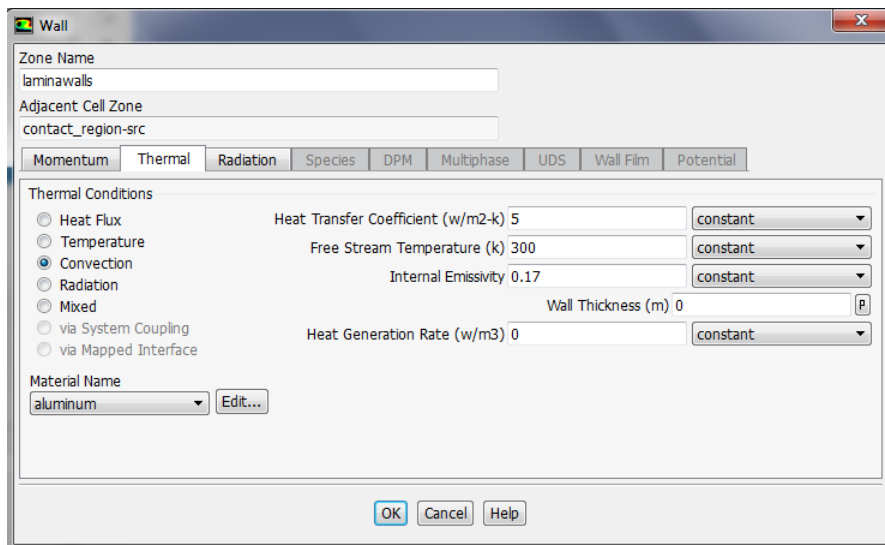 Wall
Zone Name
laminawalls
Adjacent Cell Zone
contact_region-src
Momentum Thermal Radiation Species DPM Multiphase UDS Wall Film Potential
Thermal Conditions
Heat Flux
Temperature
Convection
Radiation
Mixed
via System Coupling
via Mapped Interface
Heat Transfer Coefficient (w/m2-k) 5 constant
Free Stream Temperature (k) 300 constant
Internal Emissivity 0.17 constant
Wall Thickness (m) 0 P
Heat Generation Rate (w/m3) 0 constant
Material Name
aluminum Edit...
OK Cancel Help